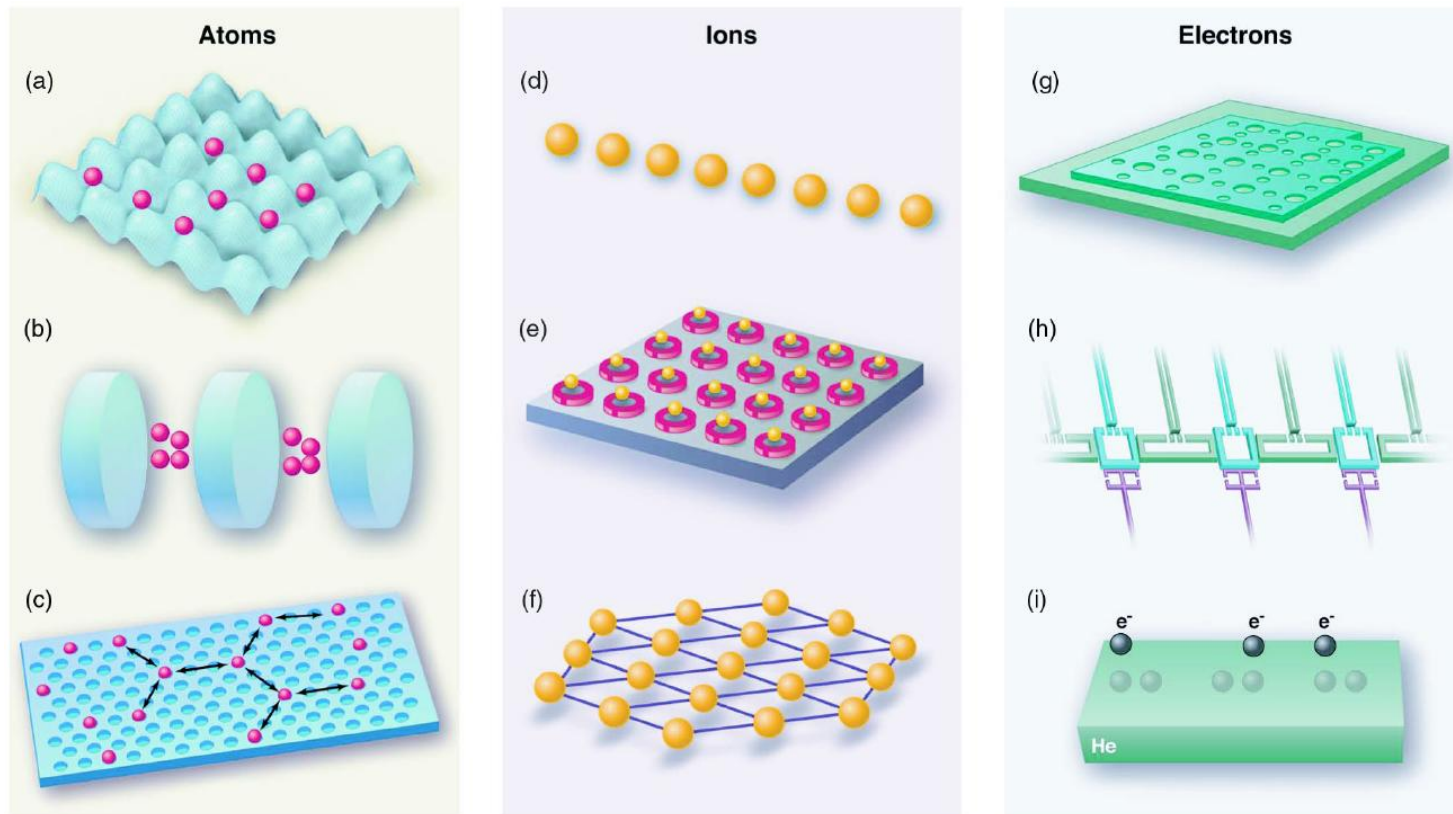 Atoms
(a)
(b)
(c)
Ions
(d)
(e)
(f)
Electrons
(g)
(h)
(i)
e-
e-
e-
He